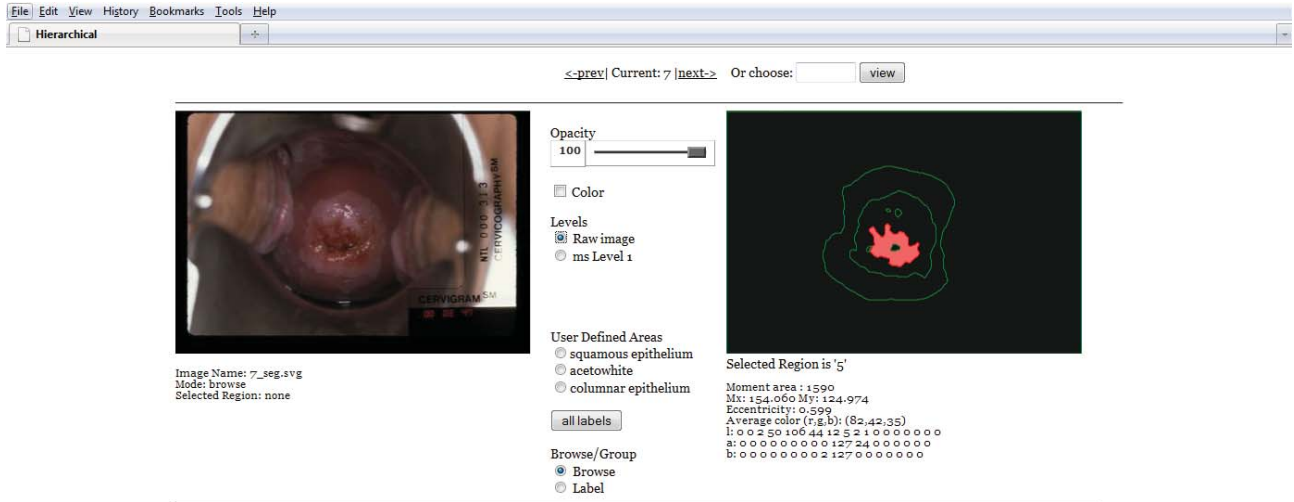 File Edit View History Bookmarks Tools Help
Hierarchical
<-prev| Current: 7 |next-> Or choose: view
NTL 000 313
CERVICOGRAPHY SM
CERVIGRAM SM
Opacity
100
Color
Levels
Raw image
ms Level 1
User Defined Areas
squamous epithelium
acetowhite
columnar epithelium
all labels
Browse/Group
Browse
Label
Image Name: 7_seg.svg
Mode: browse
Selected Region: none
Selected Region is '5'
Moment area : 1590
Mx: 154.060 My: 124.974
Eccentricity: 0.599
Average color (r,g,b): (82,42,35)
l: 0 0 2 50 106 44 12 5 2 1 0 0 0 0 0 0 0
a: 0 0 0 0 0 0 0 0 127 24 0 0 0 0 0 0
b: 0 0 0 0 0 0 0 0 2 127 0 0 0 0 0 0 0